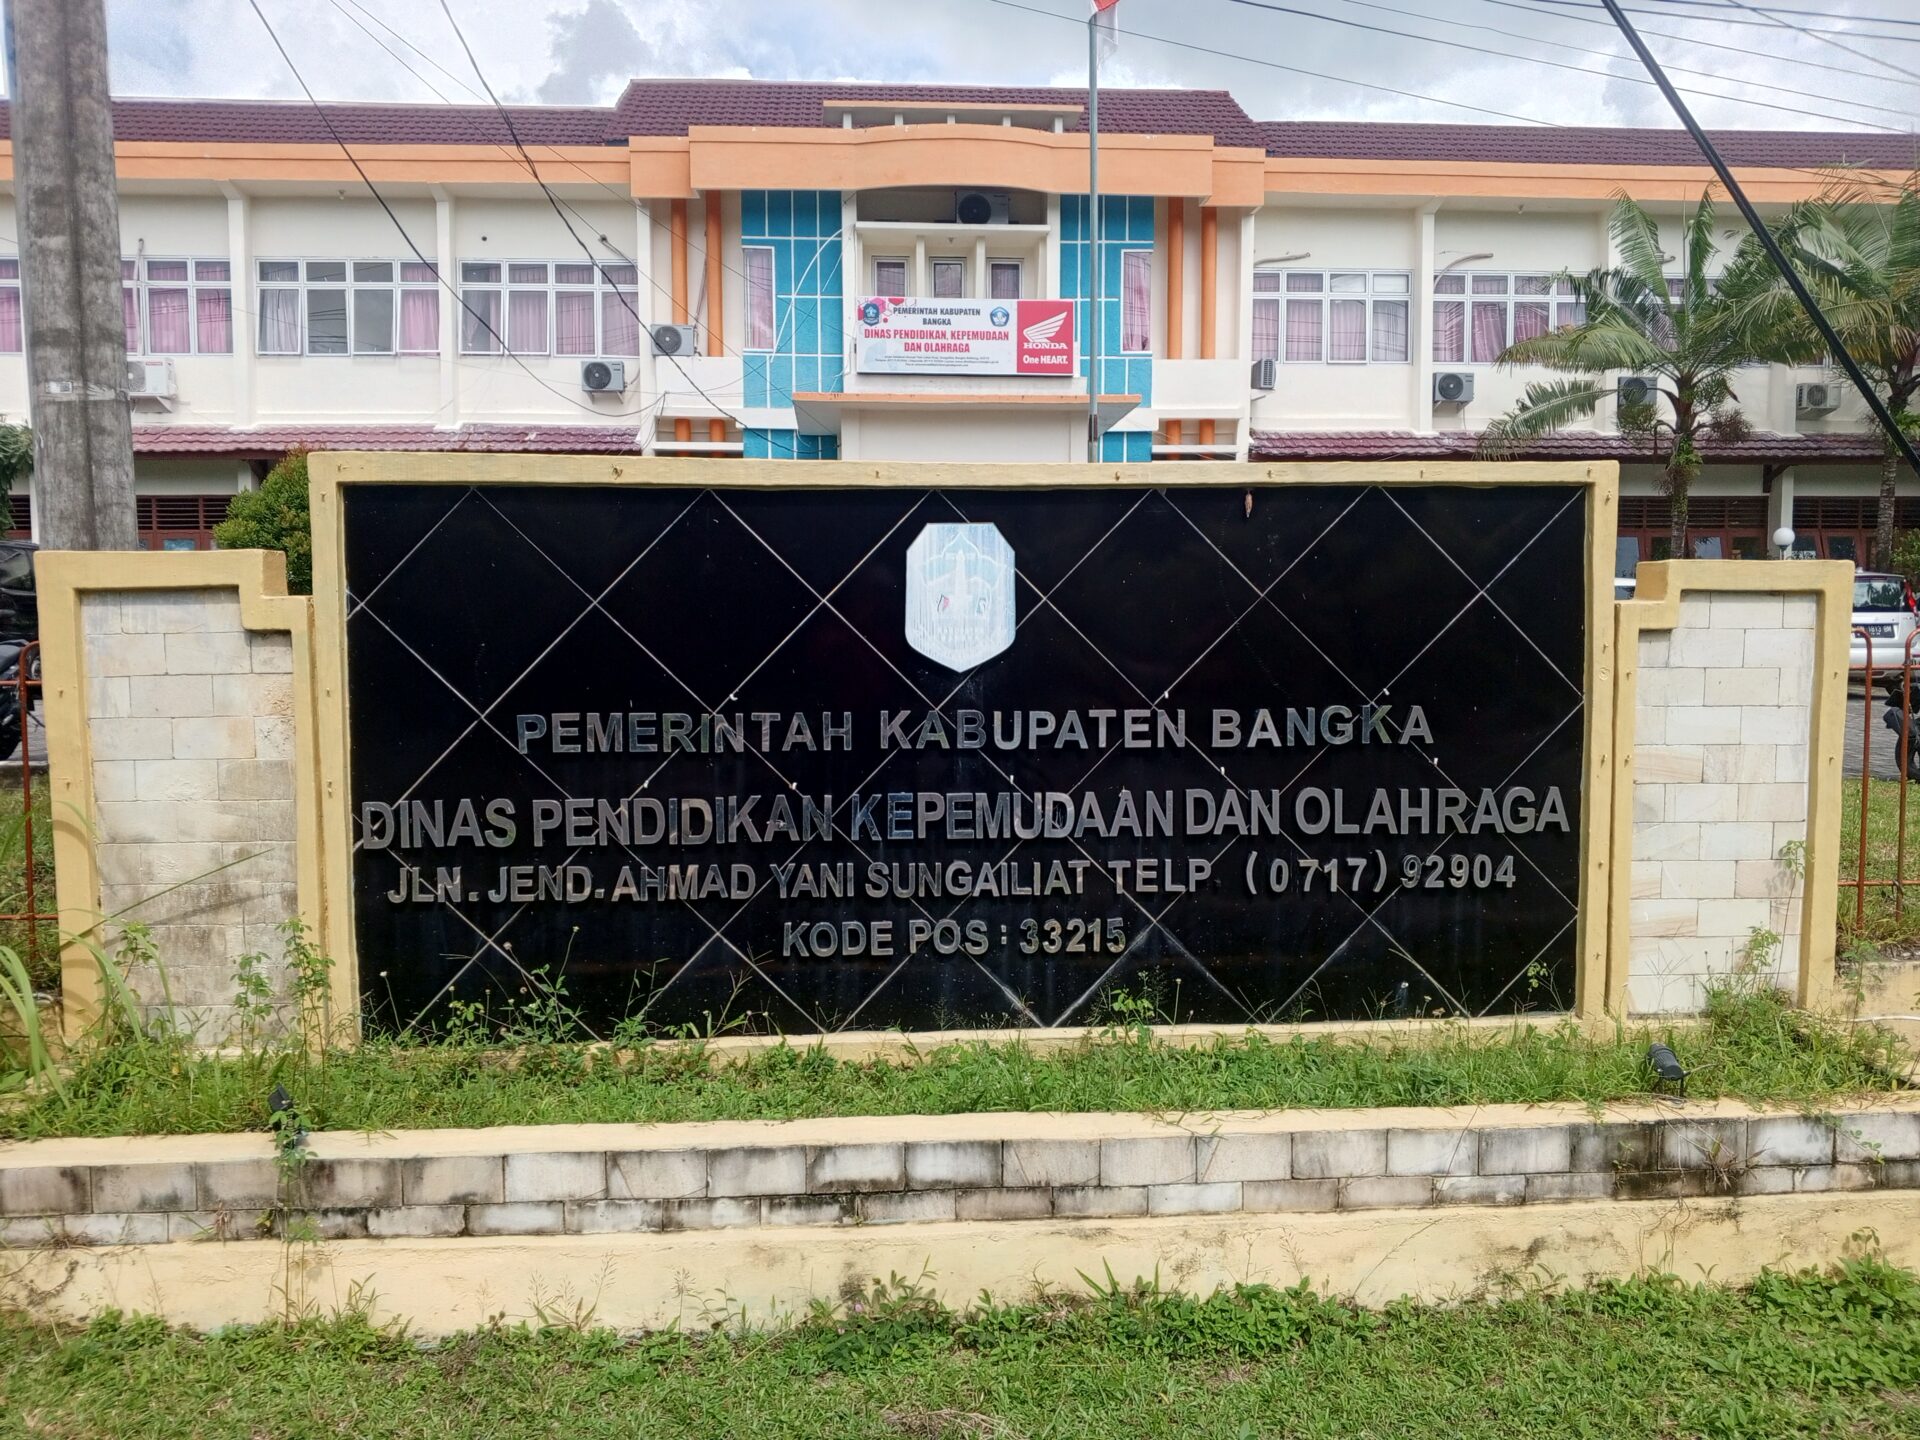 PEMERINTAH KABUPATEN
BANGKA
DINAS PENDIDIKAN, KEPEMUDAAN
DAN OLAHRAGA
HONDA
One HEART.
PEMERINTAH KABUPATEN BANGKA
DINAS PENDIDIKAN KEPEMUDAAN DAN OLAHRAGA
JLN. JEND. AHMAD YANI SUNGAILIAT TELP (0717) 92904
KODE POS : 33215